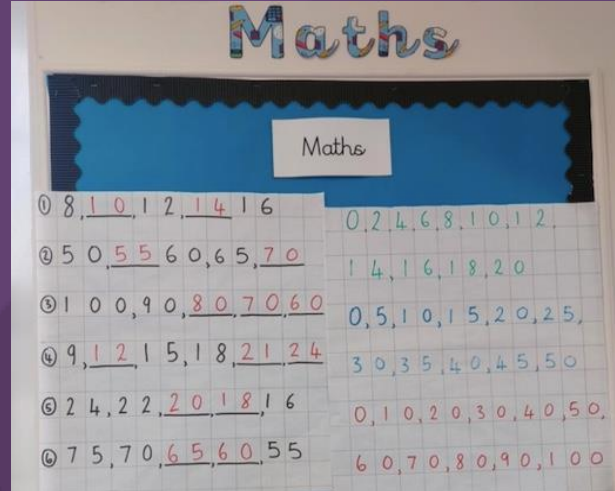 Maths
Maths
① 8, 10, 12, 14 16
② 50, 55 60, 65, 70
③ 100, 90, 80, 70, 60
④ 9, 12, 15, 18, 21, 24
⑤ 24, 22, 20, 18, 16
⑥ 75, 70, 65, 60, 55
0, 2, 4, 6, 8, 10, 12,
14, 16, 18, 20
0, 5, 10, 15, 20, 25,
30, 35, 40, 45, 50
0, 10, 20, 30, 40, 50,
60, 70, 80, 90, 100